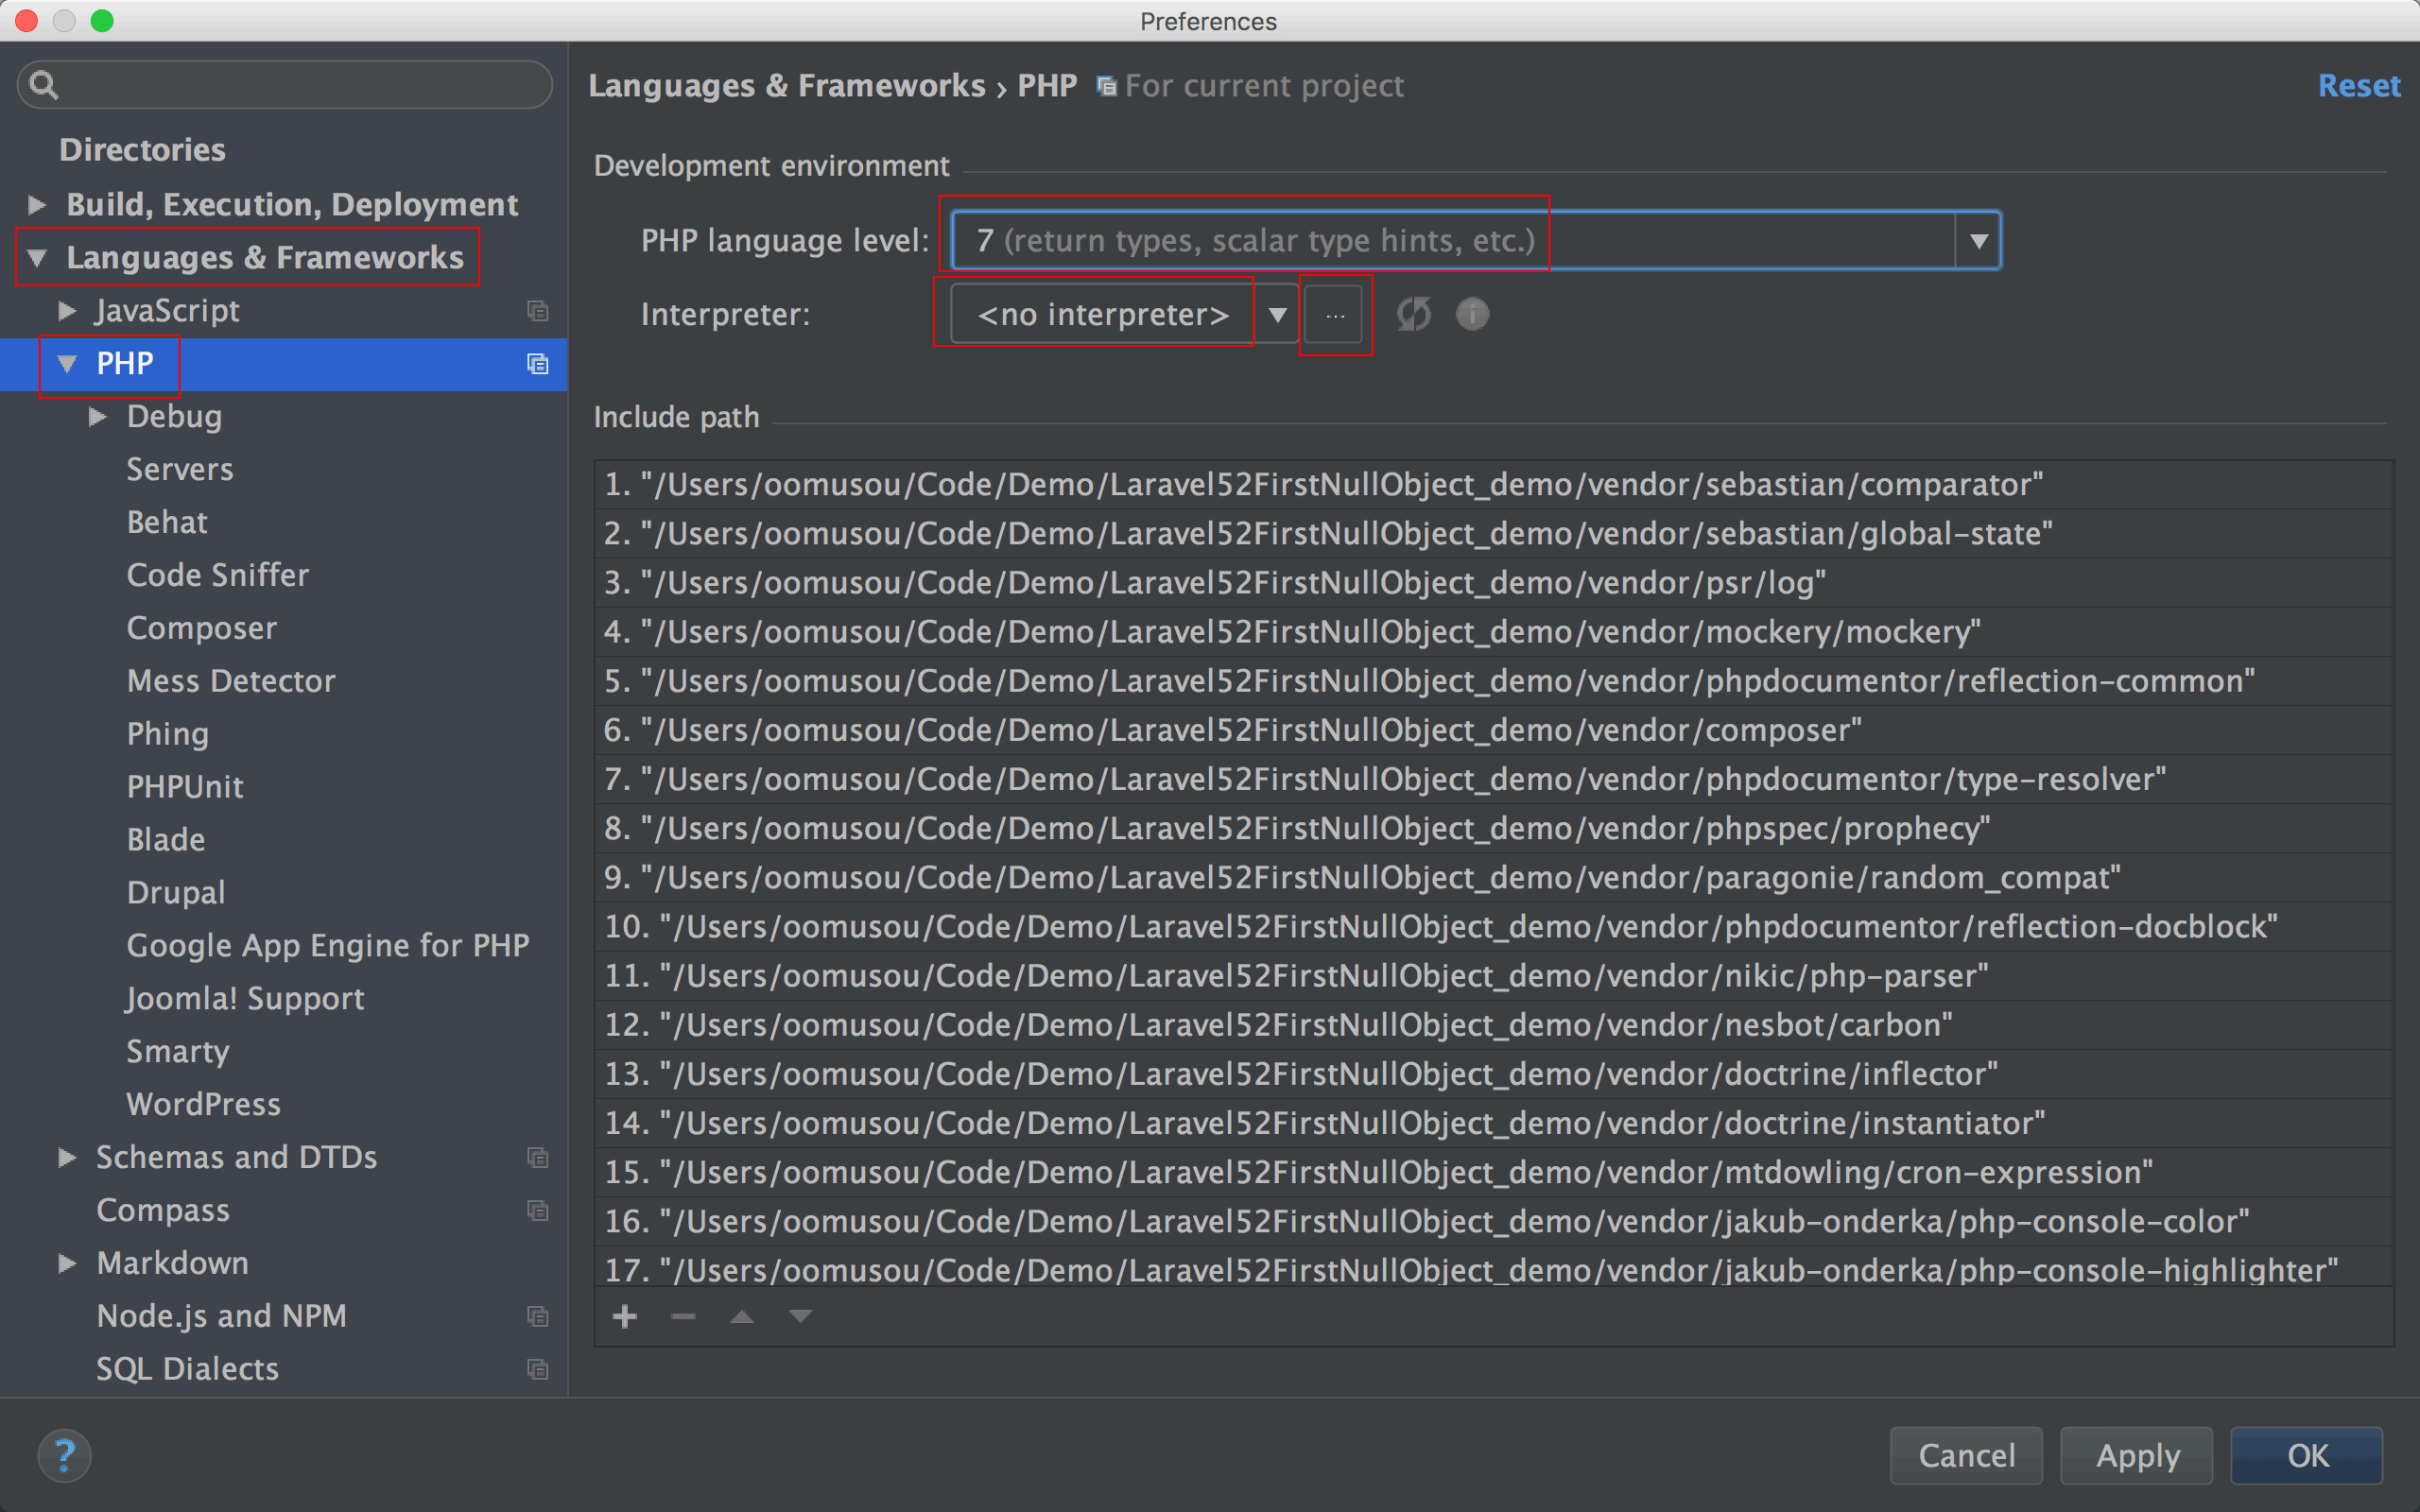 Preferences
Directories
Build, Execution, Deployment
Languages & Frameworks
JavaScript
PHP
Debug
Servers
Behat
Code Sniffer
Composer
Mess Detector
Phing
PHPUnit
Blade
Drupal
Google App Engine for PHP
Joomla! Support
Smarty
WordPress
Schemas and DTDs
Compass
Markdown
Node.js and NPM
SQL Dialects
Languages & Frameworks › PHP For current project
Reset
Development environment
PHP language level: 7 (return types, scalar type hints, etc.)
Interpreter: <no interpreter> ...
Include path
1. "/Users/oomusou/Code/Demo/Laravel52FirstNullObject_demo/vendor/sebastian/comparator"
2. "/Users/oomusou/Code/Demo/Laravel52FirstNullObject_demo/vendor/sebastian/global-state"
3. "/Users/oomusou/Code/Demo/Laravel52FirstNullObject_demo/vendor/psr/log"
4. "/Users/oomusou/Code/Demo/Laravel52FirstNullObject_demo/vendor/mockery/mockery"
5. "/Users/oomusou/Code/Demo/Laravel52FirstNullObject_demo/vendor/phpdocumentor/reflection-common"
6. "/Users/oomusou/Code/Demo/Laravel52FirstNullObject_demo/vendor/composer"
7. "/Users/oomusou/Code/Demo/Laravel52FirstNullObject_demo/vendor/phpdocumentor/type-resolver"
8. "/Users/oomusou/Code/Demo/Laravel52FirstNullObject_demo/vendor/phpspec/prophecy"
9. "/Users/oomusou/Code/Demo/Laravel52FirstNullObject_demo/vendor/paragonie/random_compat"
10. "/Users/oomusou/Code/Demo/Laravel52FirstNullObject_demo/vendor/phpdocumentor/reflection-docblock"
11. "/Users/oomusou/Code/Demo/Laravel52FirstNullObject_demo/vendor/nikic/php-parser"
12. "/Users/oomusou/Code/Demo/Laravel52FirstNullObject_demo/vendor/nesbot/carbon"
13. "/Users/oomusou/Code/Demo/Laravel52FirstNullObject_demo/vendor/doctrine/inflector"
14. "/Users/oomusou/Code/Demo/Laravel52FirstNullObject_demo/vendor/doctrine/instantiator"
15. "/Users/oomusou/Code/Demo/Laravel52FirstNullObject_demo/vendor/mtdowling/cron-expression"
16. "/Users/oomusou/Code/Demo/Laravel52FirstNullObject_demo/vendor/jakub-onderka/php-console-color"
17. "/Users/oomusou/Code/Demo/Laravel52FirstNullObject_demo/vendor/jakub-onderka/php-console-highlighter"
?
Cancel
Apply
OK